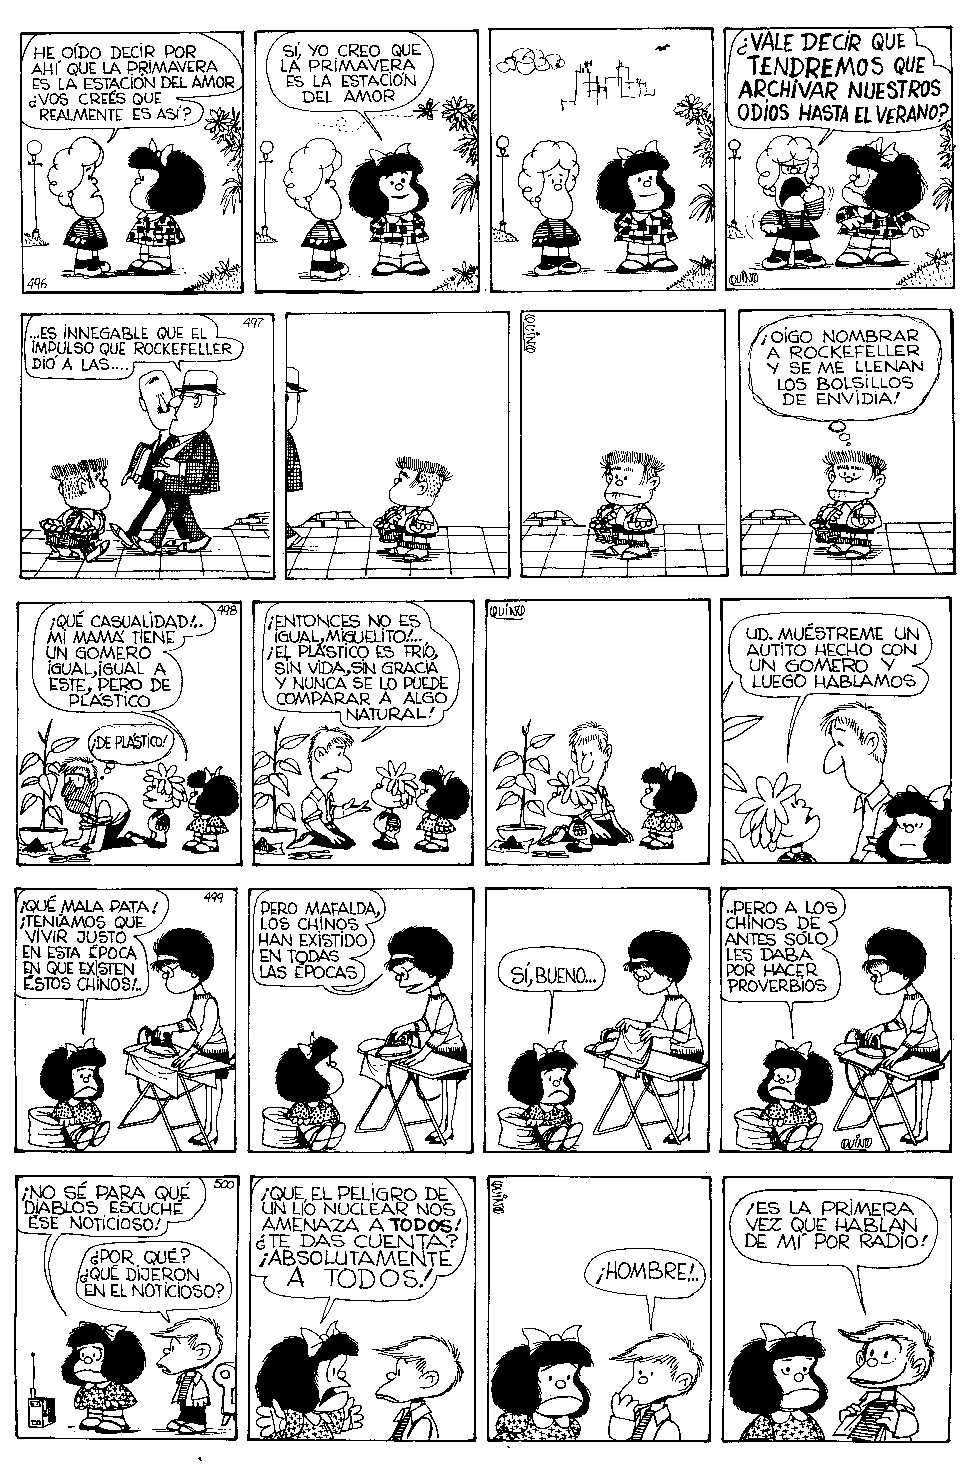 HE OÍDO DECIR POR
AHÍ QUE LA PRIMAVERA
ES LA ESTACIÓN DEL AMOR
¿VOS CREÉS QUE
REALMENTE ES ASÍ?
496
SÍ, YO CREO QUE
LA PRIMAVERA
ES LA ESTACIÓN
DEL AMOR
¿VALE DECIR QUE
TENDREMOS QUE
ARCHIVAR NUESTROS
ODIOS HASTA EL VERANO?
QUINO
...ES INNEGABLE QUE EL
IMPULSO QUE ROCKEFELLER
DIÓ A LAS....
497
QUINO
¡OIGO NOMBRAR
A ROCKEFELLER
Y SE ME LLENAN
LOS BOLSILLOS
DE ENVIDIA!
498
¡QUÉ CASUALIDAD!..
MI MAMÁ TIENE
UN GOMERO
IGUAL,IGUAL A
ESTE, PERO DE
PLÁSTICO
¡DE PLÁSTICO!
¡ENTONCES NO ES
IGUAL,MIGUELITO!...
¡EL PLÁSTICO ES FRÍO,
SIN VIDA,SIN GRACIA
Y NUNCA SE LO PUEDE
COMPARAR A ALGO
NATURAL!
QUINO
UD. MUÉSTREME UN
AUTITO HECHO CON
UN GOMERO Y
LUEGO HABLAMOS
499
¡QUÉ MALA PATA!
¡TENÍAMOS QUE
VIVIR JUSTO
EN ESTA ÉPOCA
EN QUE EXISTEN
ESTOS CHINOS!..
PERO MAFALDA,
LOS CHINOS
HAN EXISTIDO
EN TODAS
LAS ÉPOCAS
SÍ, BUENO...
..PERO A LOS
CHINOS DE
ANTES SÓLO
LES DABA
POR HACER
PROVERBIOS
QUINO
500
¡NO SÉ PARA QUÉ
DIABLOS ESCUCHÉ
ESE NOTICIOSO!
¿POR QUÉ?
¿QUÉ DIJERON
EN EL NOTICIOSO?
¡QUE EL PELIGRO DE
UN LÍO NUCLEAR NOS
AMENAZA A TODOS!
¿TE DAS CUENTA?
¡ABSOLUTAMENTE
A TODOS!
QUINO
¡HOMBRE!..
¡ES LA PRIMERA
VEZ QUE HABLAN
DE MÍ POR RADIO!